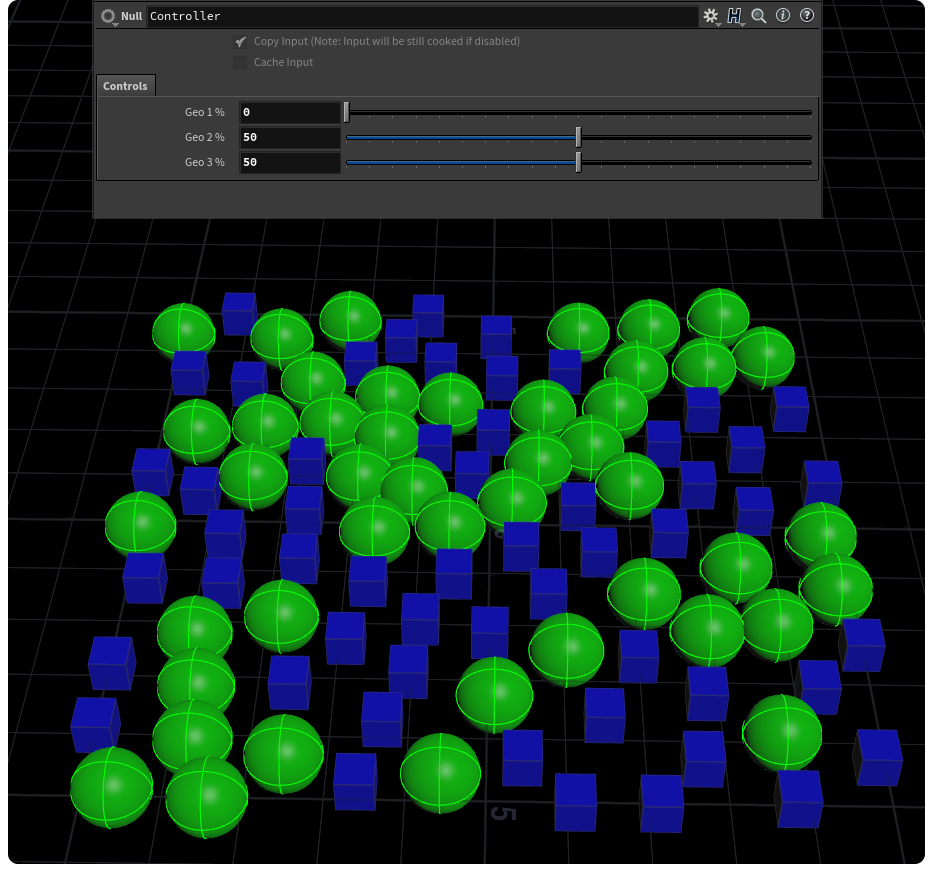 Null Controller
Copy Input (Note: Input will be still cooked if disabled)
Cache Input
Controls
Geo 1 % 0
Geo 2 % 50
Geo 3 % 50
5